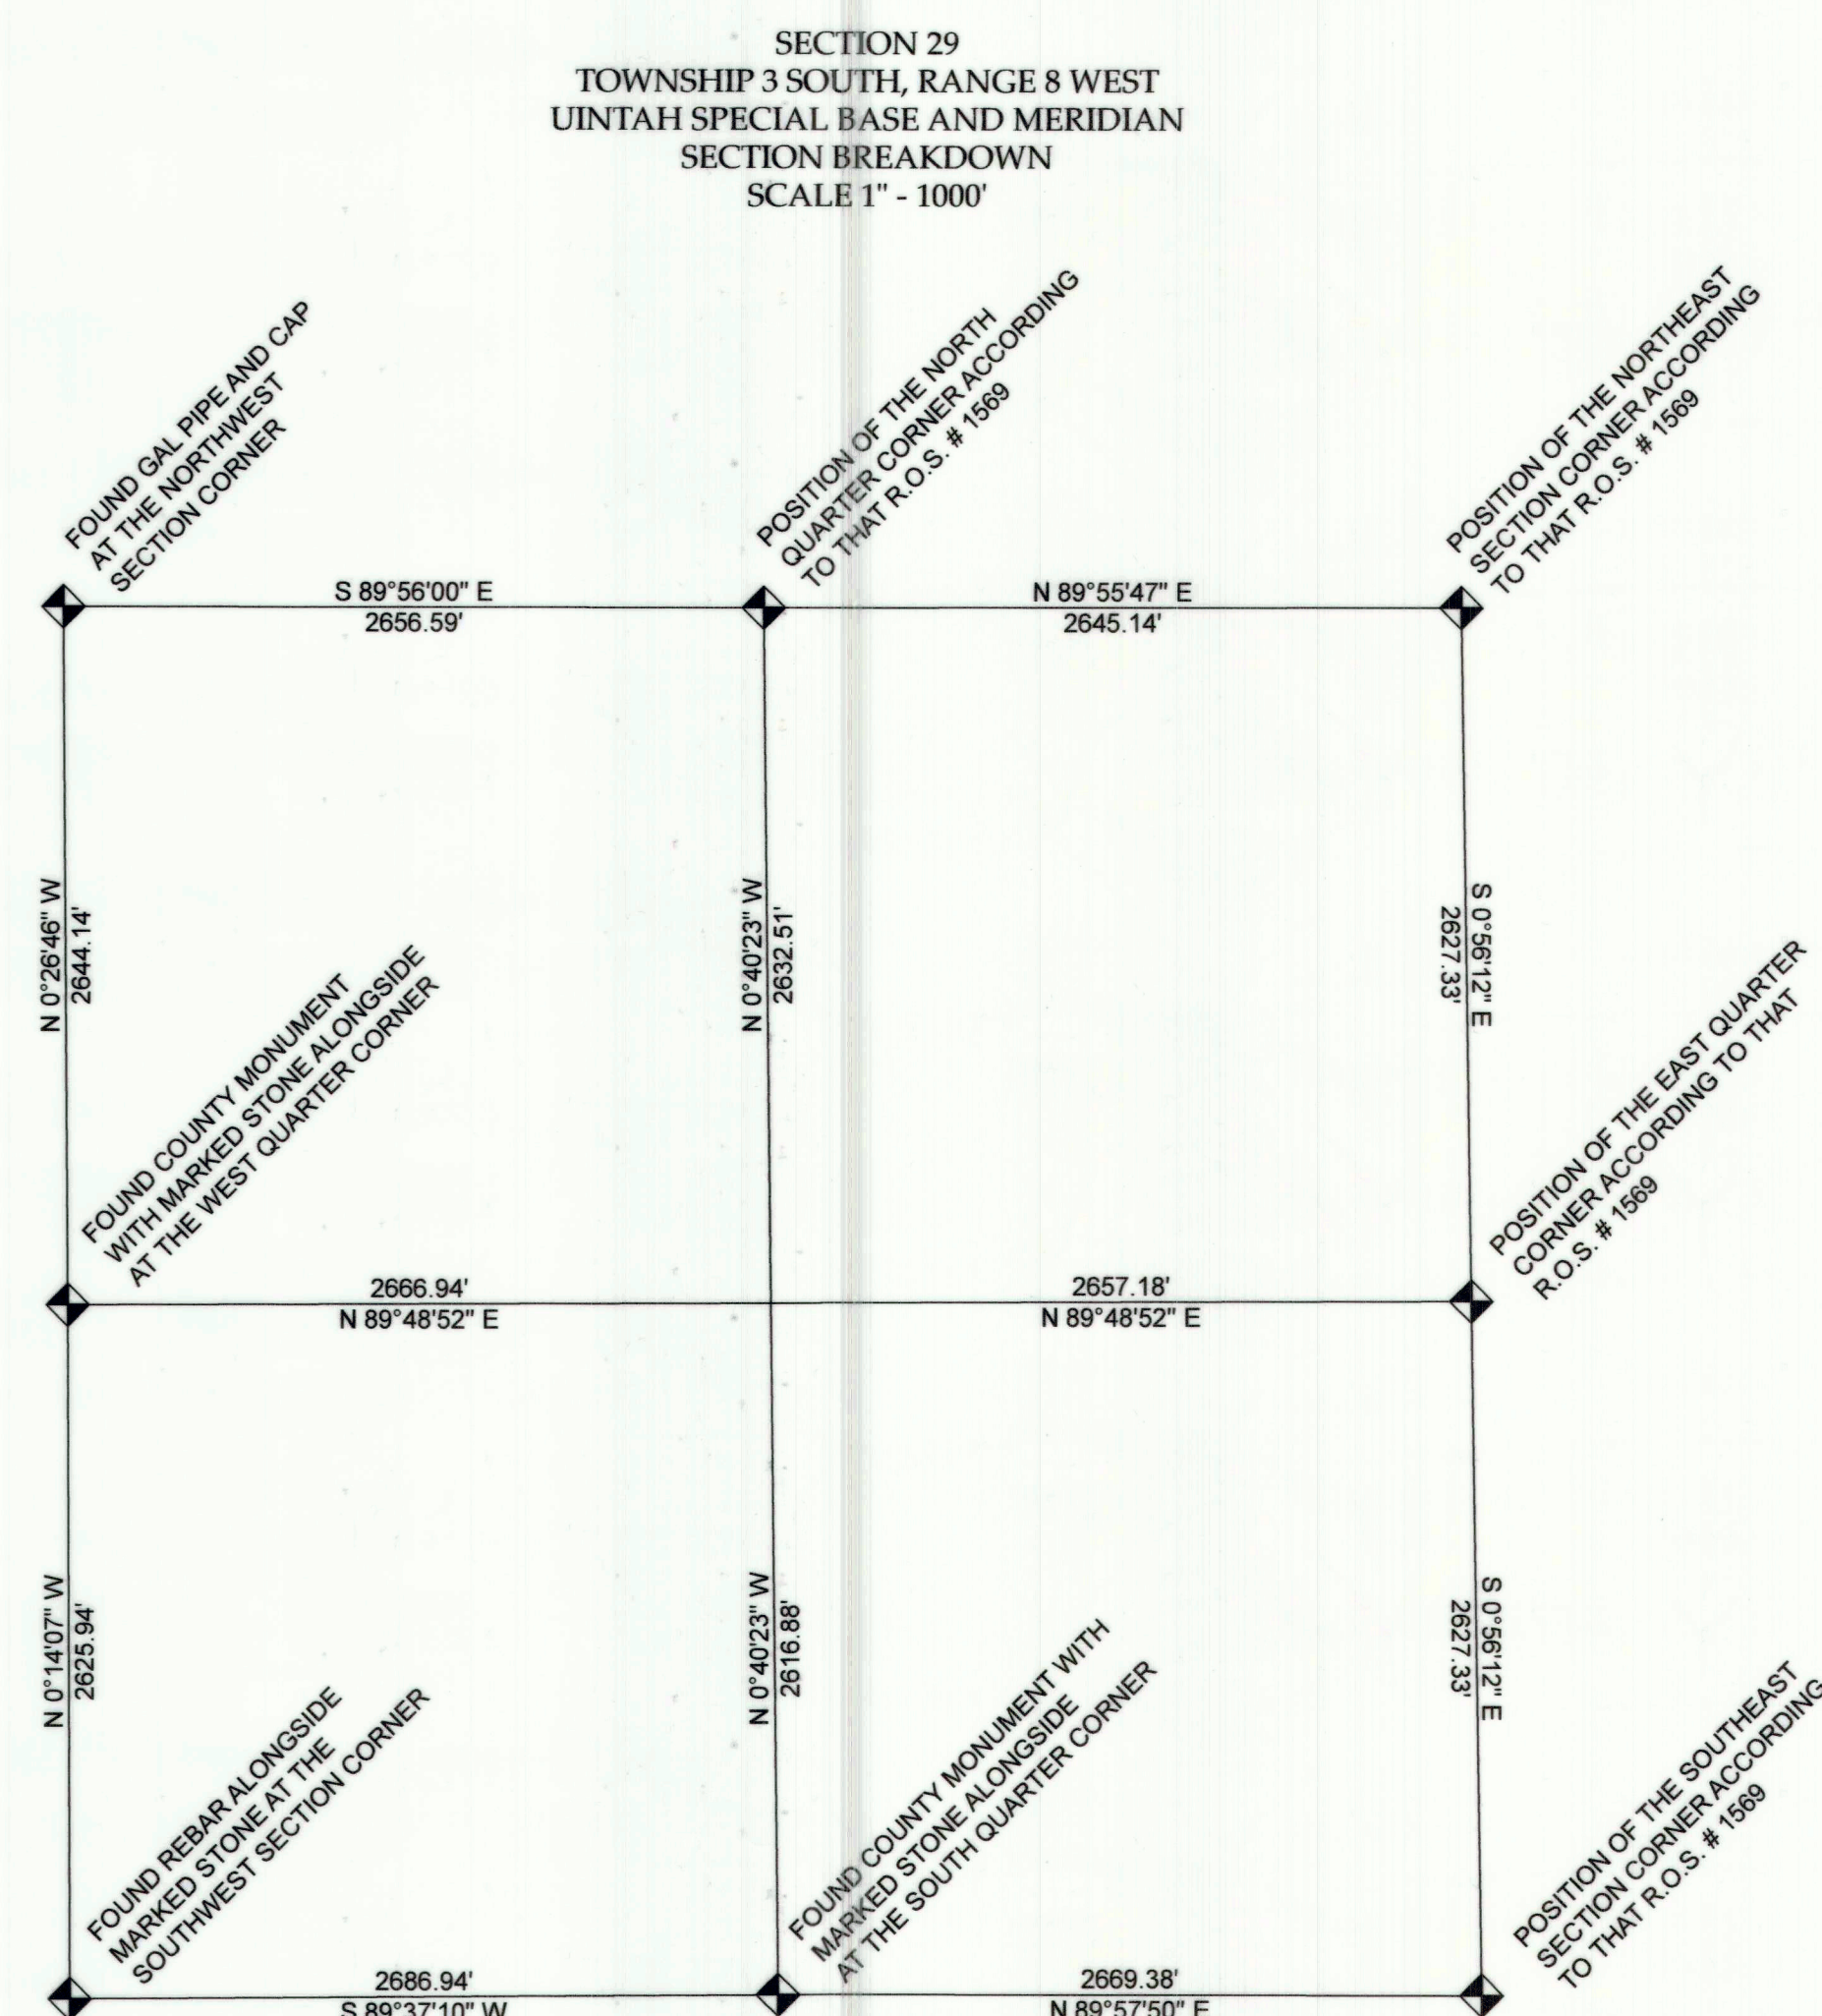 SECTION 29
TOWNSHIP 3 SOUTH, RANGE 8 WEST
UINTAH SPECIAL BASE AND MERIDIAN
SECTION BREAKDOWN
SCALE 1" - 1000'
FOUND GAL PIPE AND CAP
AT THE NORTHWEST
SECTION CORNER
POSITION OF THE NORTH
QUARTER CORNER ACCORDING
TO THAT R.O.S. # 1569
POSITION OF THE NORTHEAST
SECTION CORNER ACCORDING
TO THAT R.O.S. # 1569
S 89°56'00" E
2656.59'
N 89°55'47" E
2645.14'
N 0°26'46" W
2644.14'
N 0°40'23" W
2632.51'
S 0°56'12" E
2627.33'
FOUND COUNTY MONUMENT
WITH MARKED STONE ALONGSIDE
AT THE WEST QUARTER CORNER
POSITION OF THE EAST QUARTER
CORNER ACCORDING TO THAT
R.O.S. # 1569
2666.94'
N 89°48'52" E
2657.18'
N 89°48'52" E
N 0°14'07" W
2625.94'
N 0°40'23" W
2616.88'
S 0°56'12" E
2627.33'
FOUND REBAR ALONGSIDE
MARKED STONE AT THE
SOUTHWEST SECTION CORNER
FOUND COUNTY MONUMENT WITH
MARKED STONE ALONGSIDE
AT THE SOUTH QUARTER CORNER
POSITION OF THE SOUTHEAST
SECTION CORNER ACCORDING
TO THAT R.O.S. # 1569
2686.94'
S 89°37'10" W
2669.38'
N 89°57'50" E